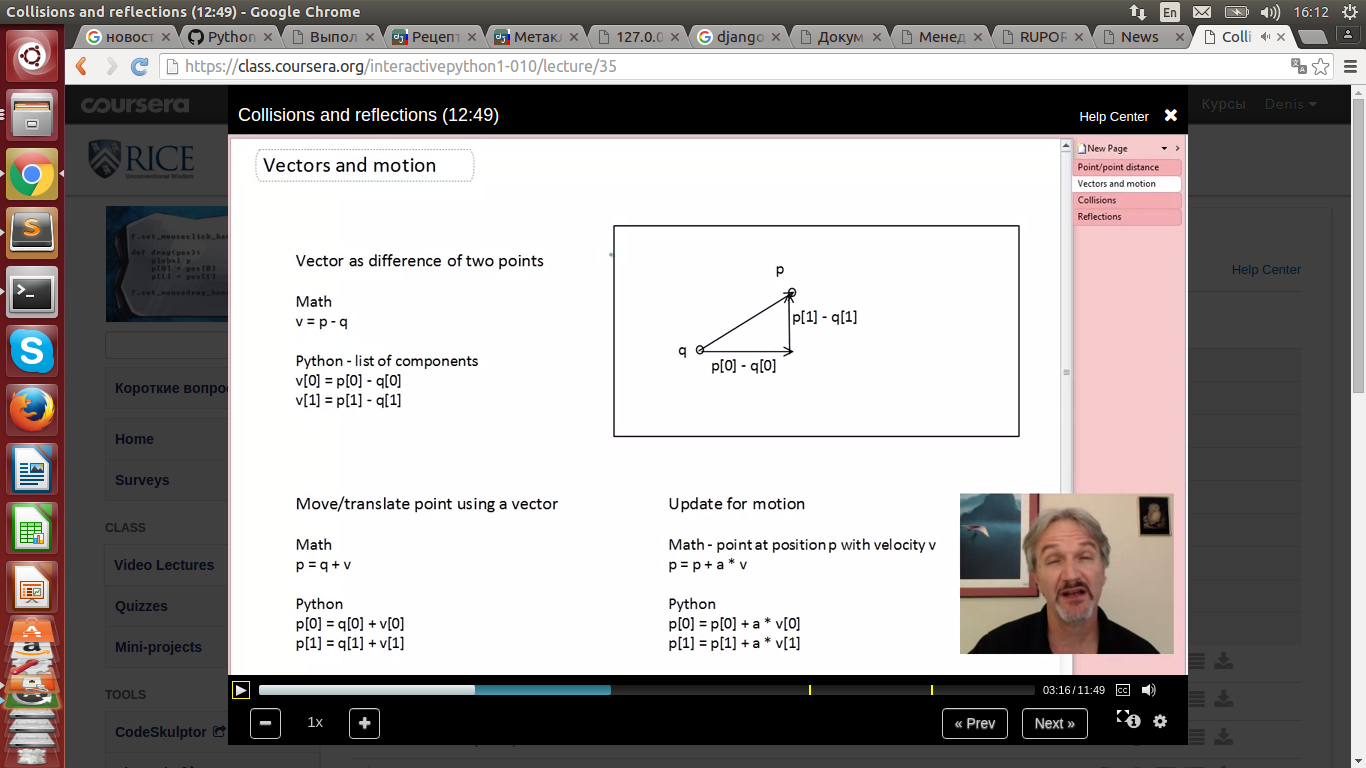 Collisions and reflections (12:49) - Google Chrome
En
16:12
новост
Python
Выпол
Рецепт
Метакл
127.0.0
django
Докум
Менед
RUPOR
News
Colli
https://class.coursera.org/interactivepython1-010/lecture/35
coursera
Курсы
Denis
RICE
Unconventional Wisdom
Collisions and reflections (12:49)
Help Center
Vectors and motion
New Page
Point/point distance
Vectors and motion
Collisions
Reflections
Vector as difference of two points
Math
v = p - q
Python - list of components
v[0] = p[0] - q[0]
v[1] = p[1] - q[1]
p
p[1] - q[1]
q
p[0] - q[0]
Move/translate point using a vector
Math
p = q + v
Python
p[0] = q[0] + v[0]
p[1] = q[1] + v[1]
Update for motion
Math - point at position p with velocity v
p = p + a * v
Python
p[0] = p[0] + a * v[0]
p[1] = p[1] + a * v[1]
03:16 / 11:49
CC
1x
« Prev
Next »
Help Center
Короткие вопро
Home
Surveys
CLASS
Video Lectures
Quizzes
Mini-projects
TOOLS
CodeSkulptor